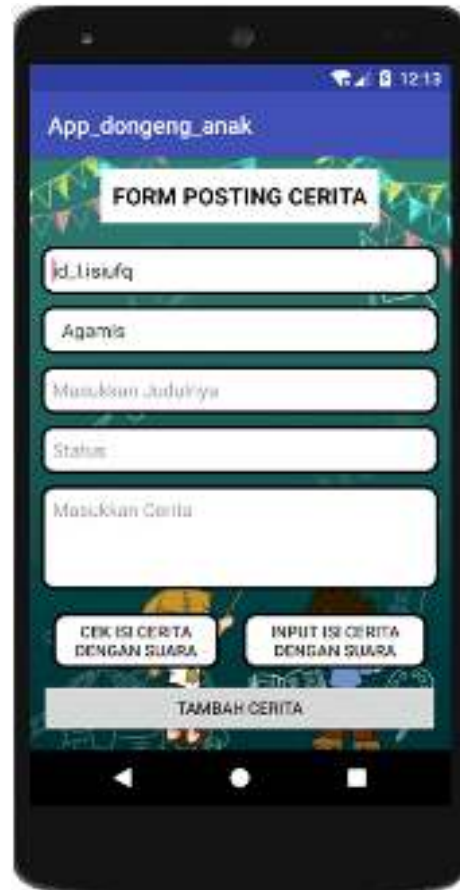 12:13
App_dongeng_anak
FORM POSTING CERITA
Agamis
Masukkan Judulnya
Status
Masukkan Cerita
CEK ISI CERITA
DENGAN SUARA
INPUT ISI CERITA
DENGAN SUARA
TAMBAH CERITA